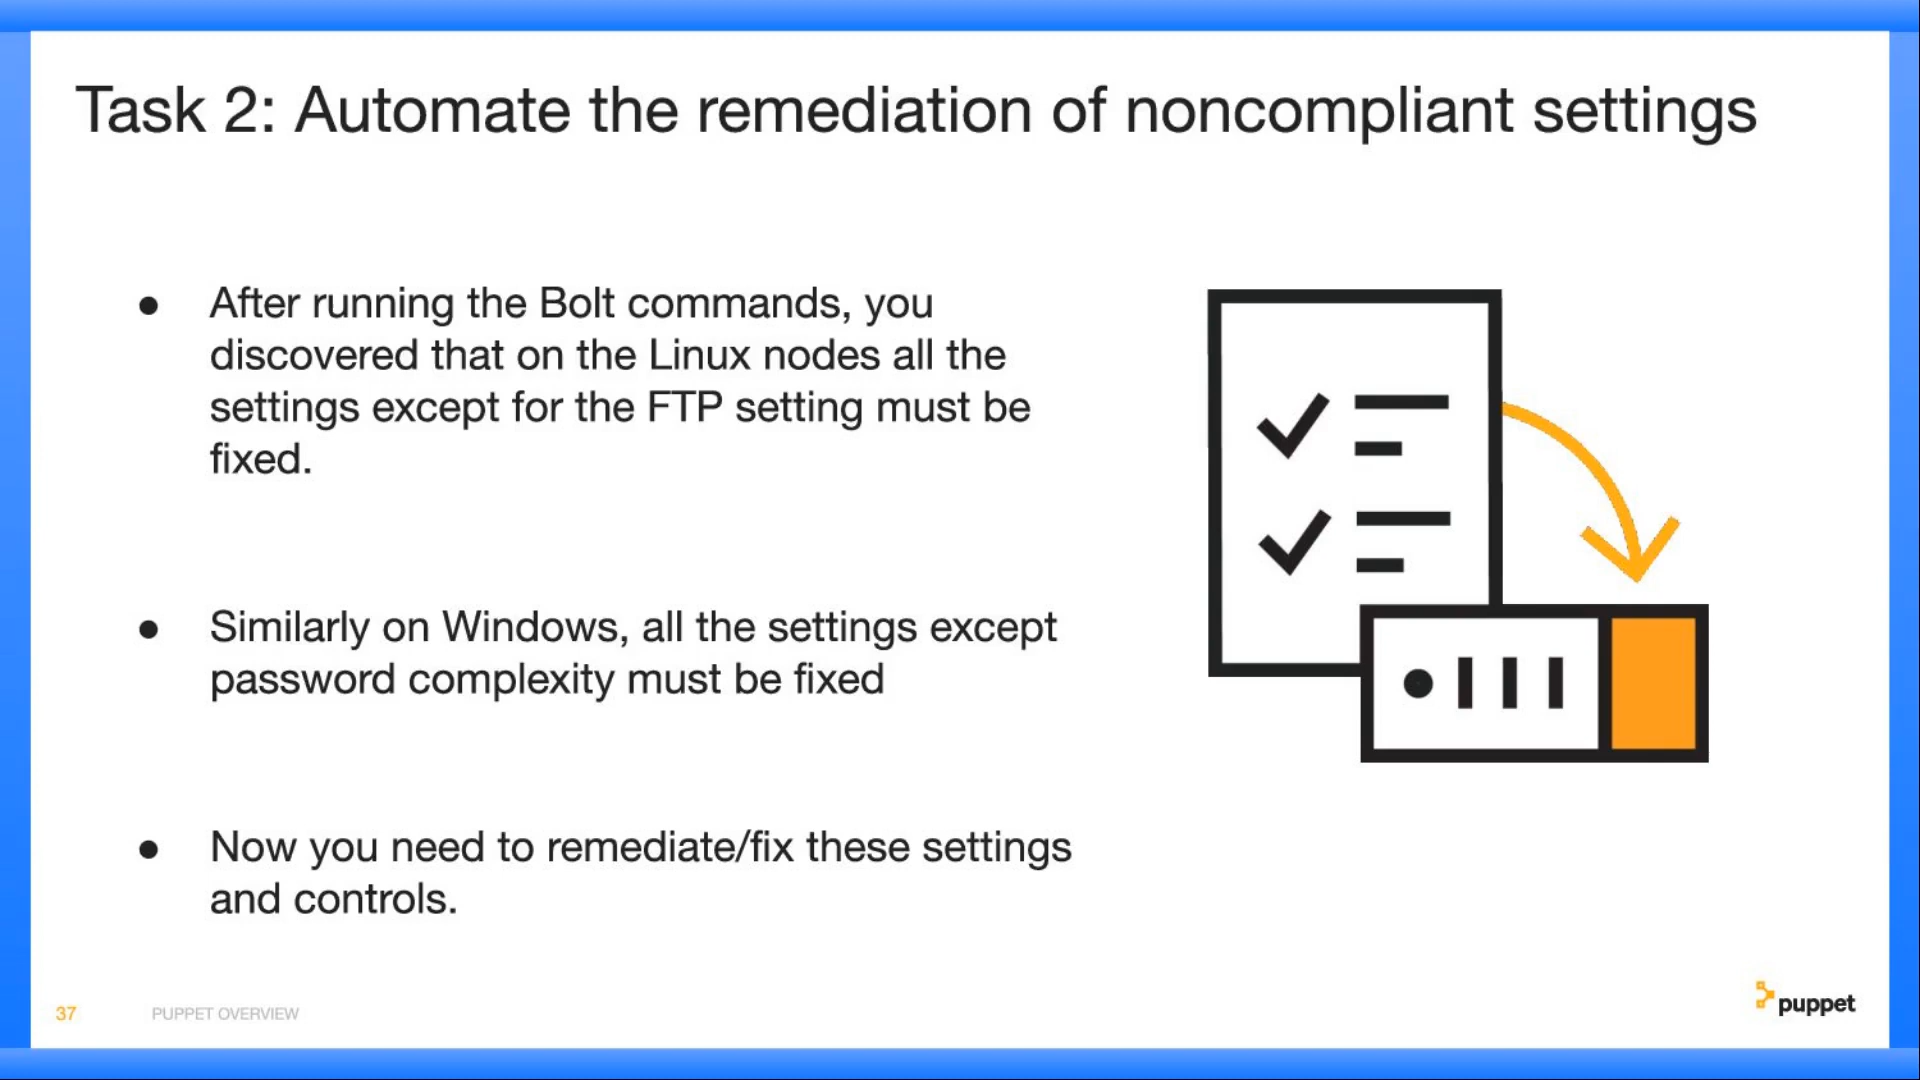 Task 2: Automate the remediation of noncompliant settings
● After running the Bolt commands, you
discovered that on the Linux nodes all the
settings except for the FTP setting must be
fixed.
● Similarly on Windows, all the settings except
password complexity must be fixed
● Now you need to remediate/fix these settings
and controls.
37 PUPPET OVERVIEW
puppet